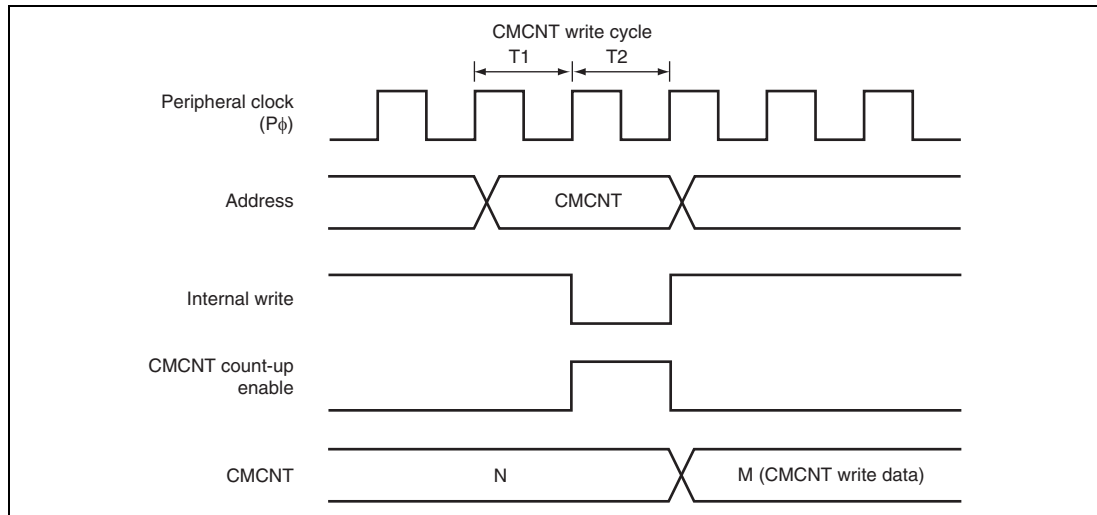 CMCNT write cycle
T1 T2
Peripheral clock
(Pϕ)
Address
CMCNT
Internal write
CMCNT count-up
enable
CMCNT
N
M (CMCNT write data)